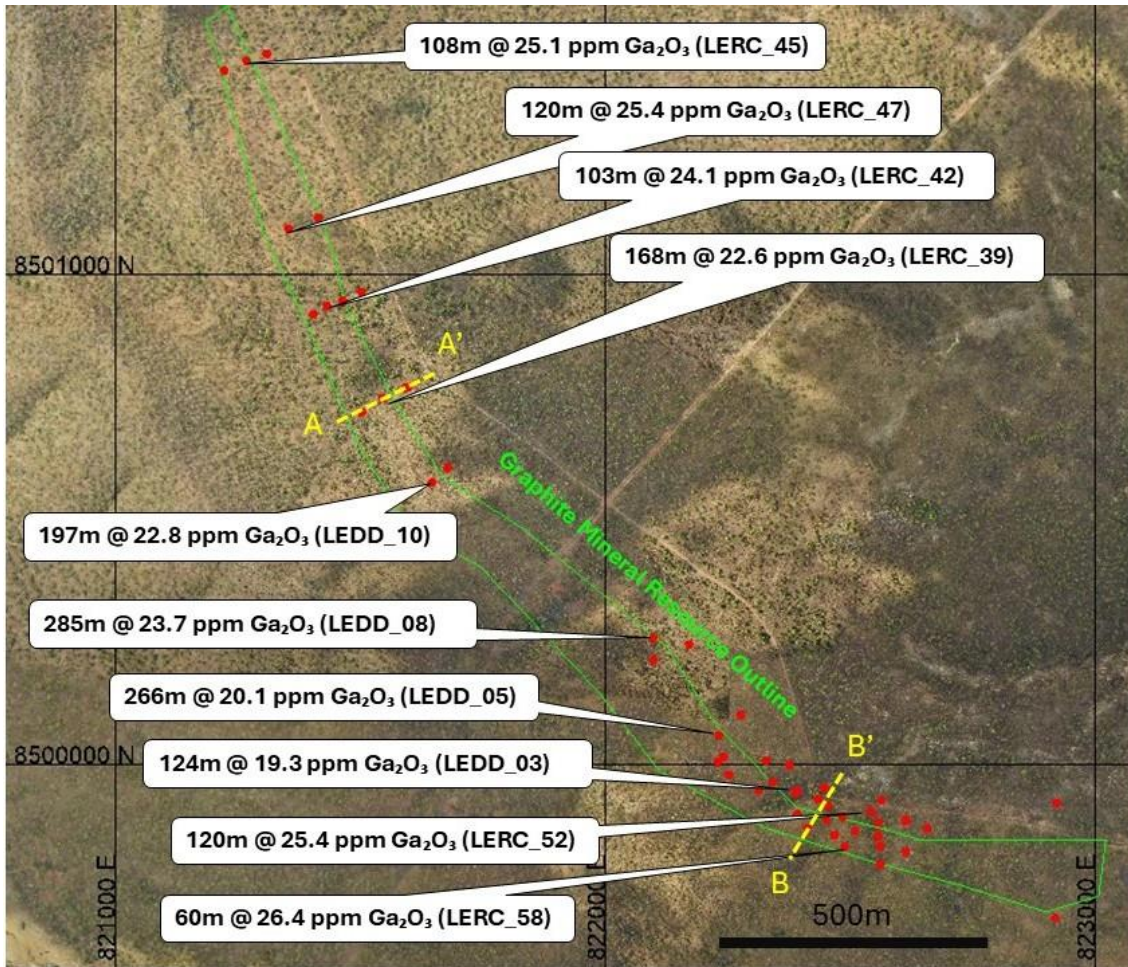 108m @ 25.1 ppm Ga₂O₃ (LERC_45)
120m @ 25.4 ppm Ga₂O₃ (LERC_47)
103m @ 24.1 ppm Ga₂O₃ (LERC_42)
168m @ 22.6 ppm Ga₂O₃ (LERC_39)
8501000 N
A'
A
Graphite Mineral Resource Outline
197m @ 22.8 ppm Ga₂O₃ (LEDD_10)
285m @ 23.7 ppm Ga₂O₃ (LEDD_08)
266m @ 20.1 ppm Ga₂O₃ (LEDD_05)
8500000 N
B'
124m @ 19.3 ppm Ga₂O₃ (LEDD_03)
120m @ 25.4 ppm Ga₂O₃ (LERC_52)
B
60m @ 26.4 ppm Ga₂O₃ (LERC_58)
500m
821000 E
822000 E
823000 E